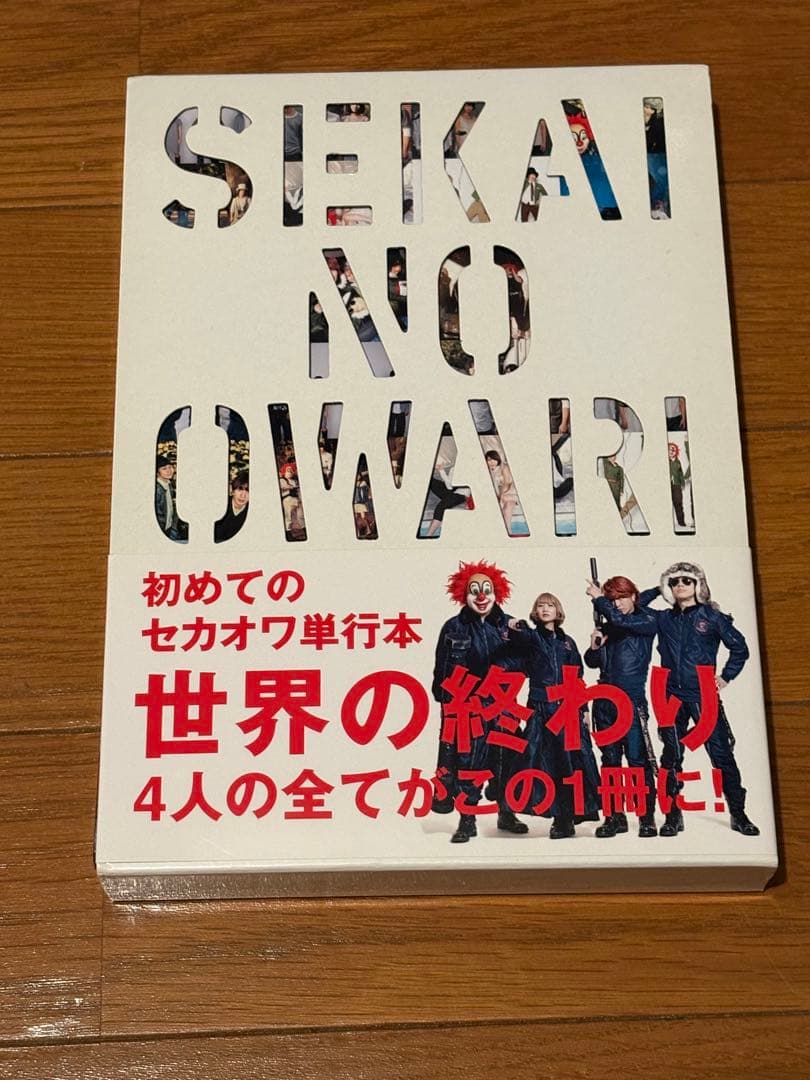 SEKAI
NO
OWARI
初めての
セカオワ単行本
世界の終わり
4人の全てがこの1冊に!